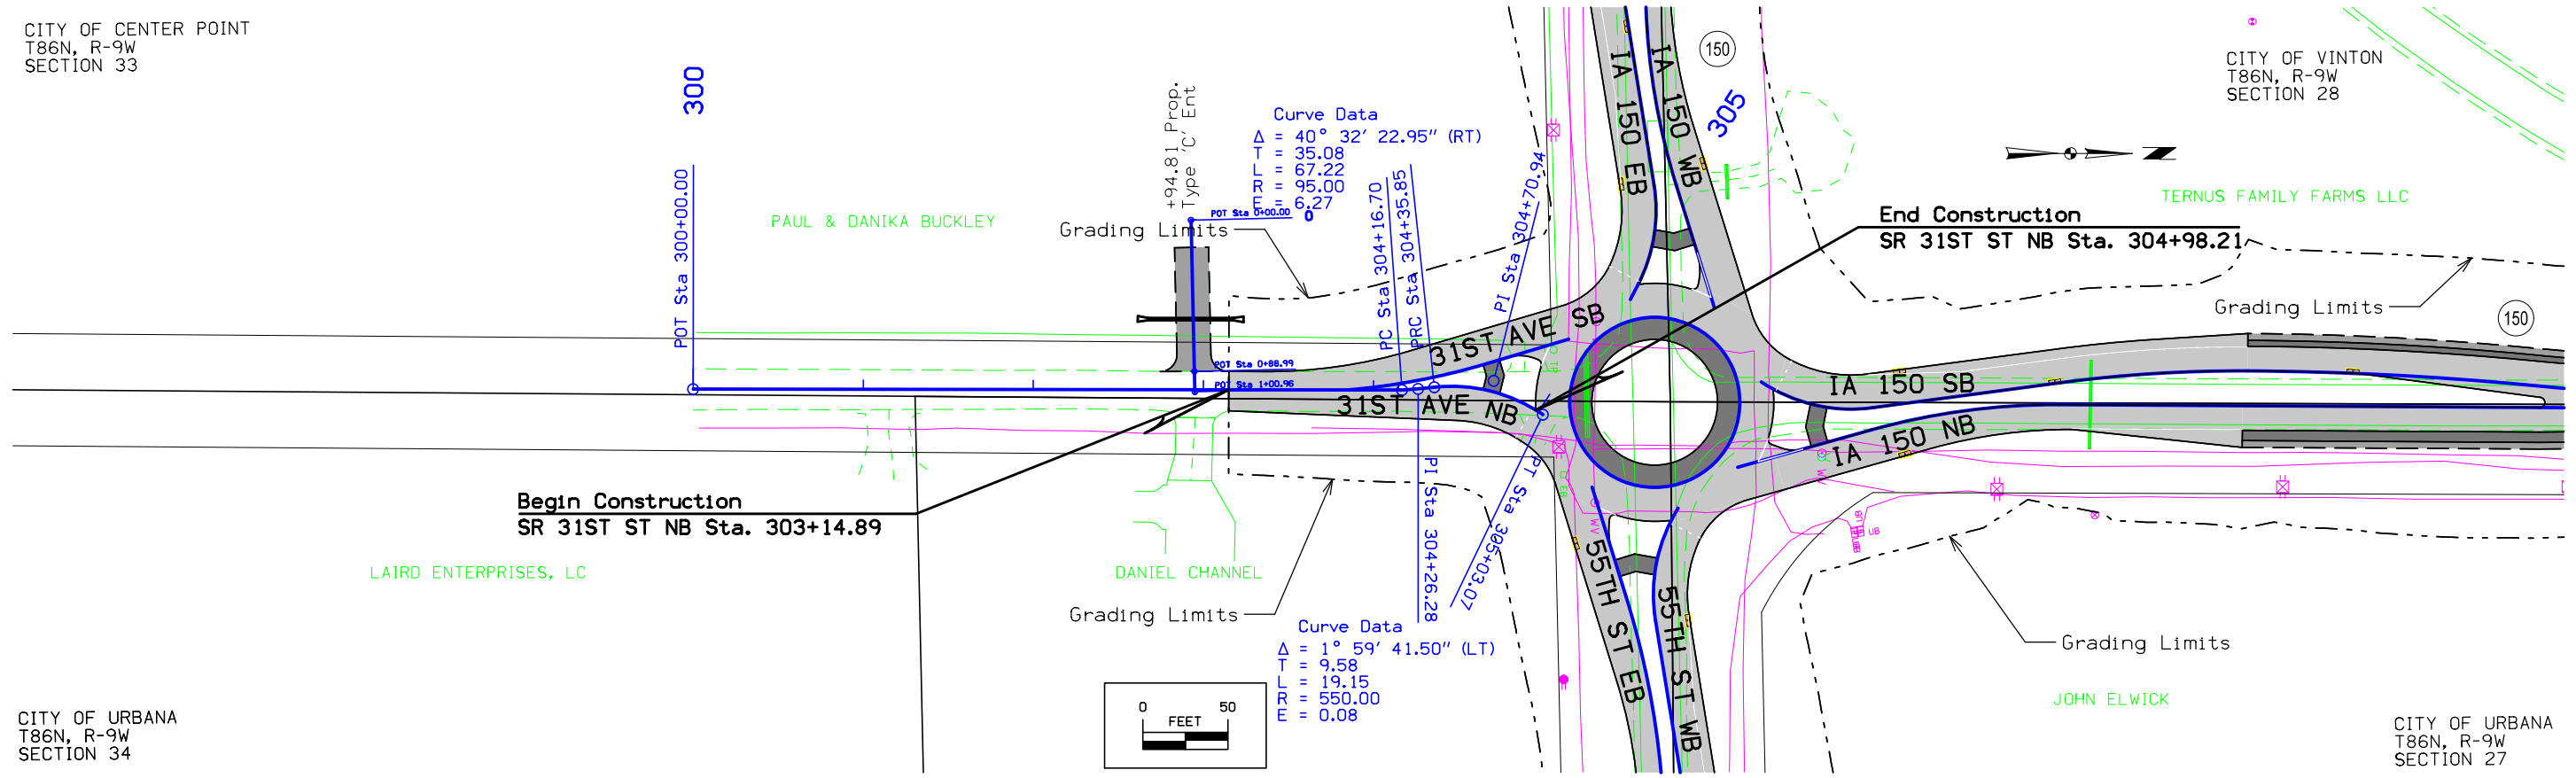 CITY OF CENTER POINT
T86N, R-9W
SECTION 33
300
POT Sta 300+00.00
PAUL & DANIKA BUCKLEY
+94.81 Prop.
Type 'C' Ent
Grading Limits
Curve Data
Δ = 40° 32' 22.95" (RT)
T = 35.08
L = 67.22
R = 95.00
E = 6.27
POT Sta 0+00.00
0
PC Sta 304+16.70
PRC Sta 304+35.85
PI Sta 304+70.94
IA 150 EB
IA 150 WB
150
305
CITY OF VINTON
T86N, R-9W
SECTION 28
TERNUS FAMILY FARMS LLC
End Construction
SR 31ST ST NB Sta. 304+98.21
Grading Limits
150
POT Sta 0+88.99
POT Sta 1+00.96
31ST AVE SB
31ST AVE NB
IA 150 SB
IA 150 NB
Begin Construction
SR 31ST ST NB Sta. 303+14.89
LAIRD ENTERPRISES, LC
DANIEL CHANNEL
Grading Limits
PI Sta 304+26.28
PT Sta 305+03.07
Curve Data
Δ = 1° 59' 41.50" (LT)
T = 9.58
L = 19.15
R = 550.00
E = 0.08
55TH ST EB
55TH ST WB
UB
Grading Limits
JOHN ELWICK
0 50
FEET
CITY OF URBANA
T86N, R-9W
SECTION 34
CITY OF URBANA
T86N, R-9W
SECTION 27